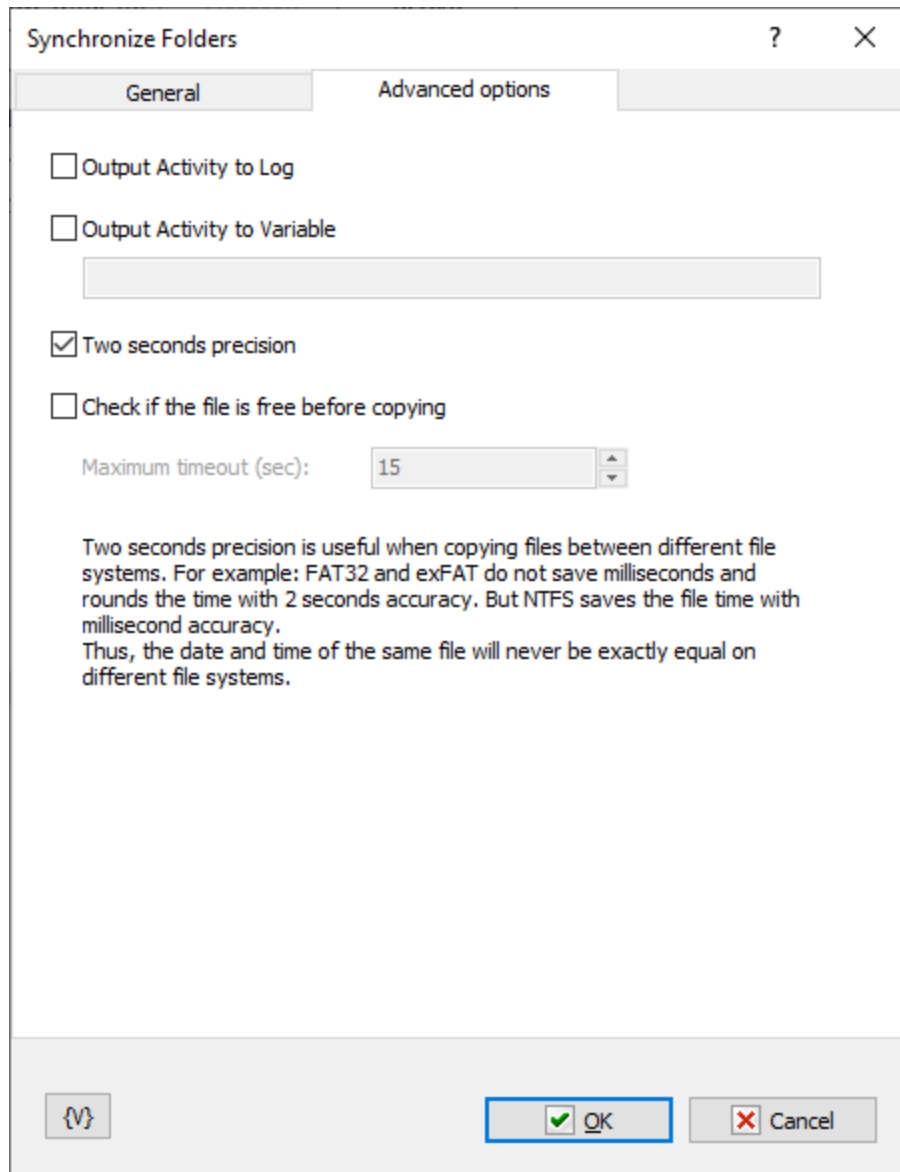 Synchronize Folders ?
General Advanced options
Output Activity to Log
Output Activity to Variable
Two seconds precision
Check if the file is free before copying
Maximum timeout (sec): 15
Two seconds precision is useful when copying files between different file
systems. For example: FAT32 and exFAT do not save milliseconds and
rounds the time with 2 seconds accuracy. But NTFS saves the file time with
millisecond accuracy.
Thus, the date and time of the same file will never be exactly equal on
different file systems.
{V} OK Cancel